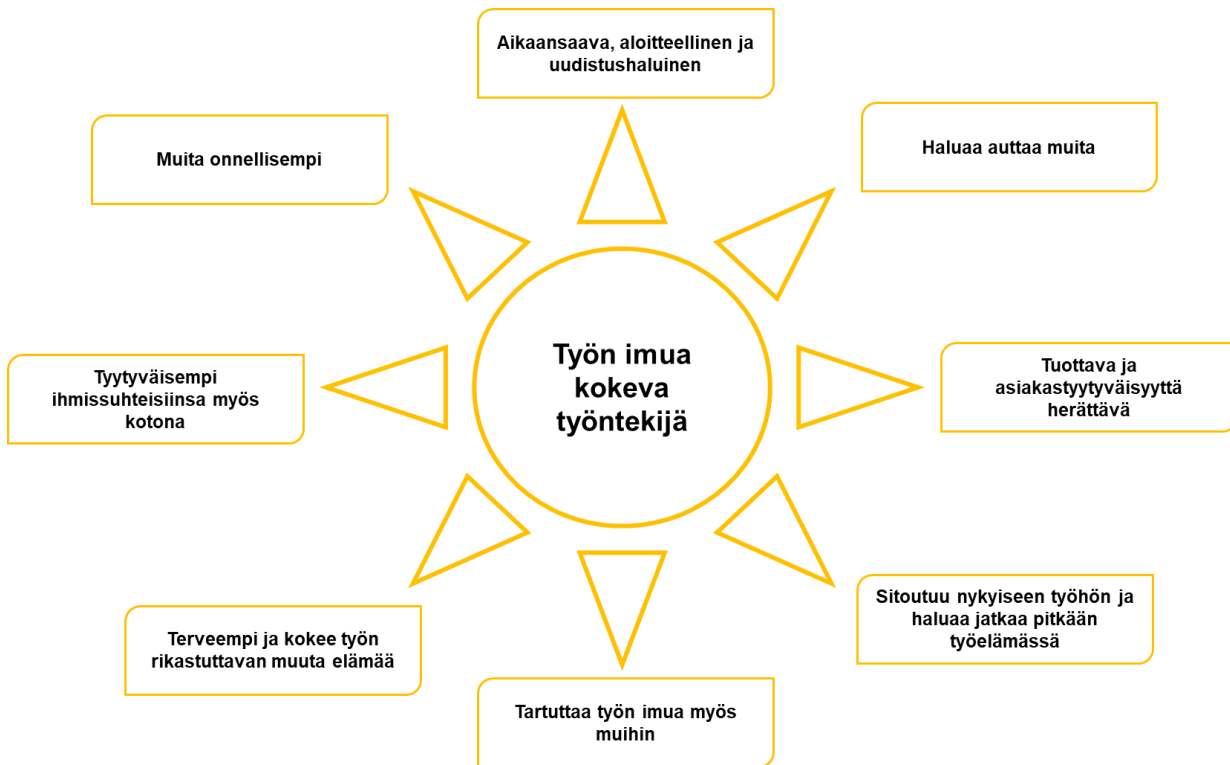 Aikaansaava, aloitteellinen ja
uudistushaluinen
Muita onnellisempi
Haluaa auttaa muita
Työn imua
kokeva
työntekijä
Tyytyväisempi
ihmissuhteisiinsa myös
kotona
Tuottava ja
asiakastyytyväisyyttä
herättävä
Terveempi ja kokee työn
rikastuttavan muuta elämää
Sitoutuu nykyiseen työhön ja
haluaa jatkaa pitkään
työelämässä
Tartuttaa työn imua myös
muihin